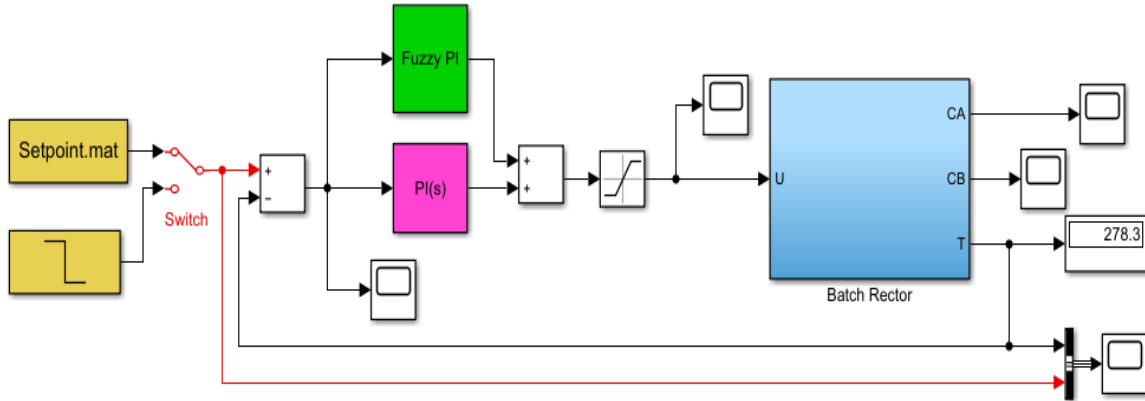 Fuzzy PI
Setpoint.mat
Switch
+
−
PI(s)
+
+
U
CA
CB
T
278.3
Batch Rector